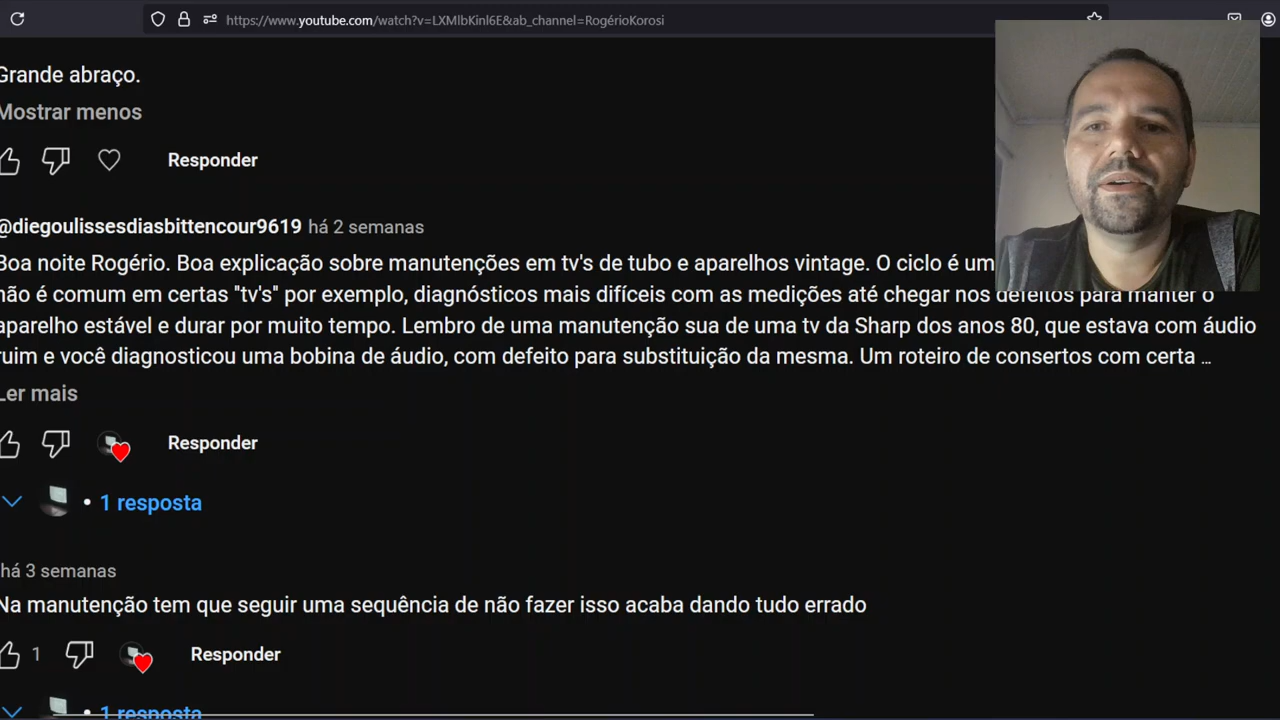 https://www.youtube.com/watch?v=LXMlbKinl6E&ab_channel=RogérioKorosi
Grande abraço.
Mostrar menos
Responder
@diegoulissesdiasbittencour9619 há 2 semanas
Boa noite Rogério. Boa explicação sobre manutenções em tv's de tubo e aparelhos vintage. O ciclo é um
não é comum em certas "tv's" por exemplo, diagnósticos mais difíceis com as medições até chegar nos defeitos para manter o
aparelho estável e durar por muito tempo. Lembro de uma manutenção sua de uma tv da Sharp dos anos 80, que estava com áudio
ruim e você diagnosticou uma bobina de áudio, com defeito para substituição da mesma. Um roteiro de consertos com certa ...
Ler mais
Responder
• 1 resposta
há 3 semanas
Na manutenção tem que seguir uma sequência de não fazer isso acaba dando tudo errado
1 Responder
• 1 resposta